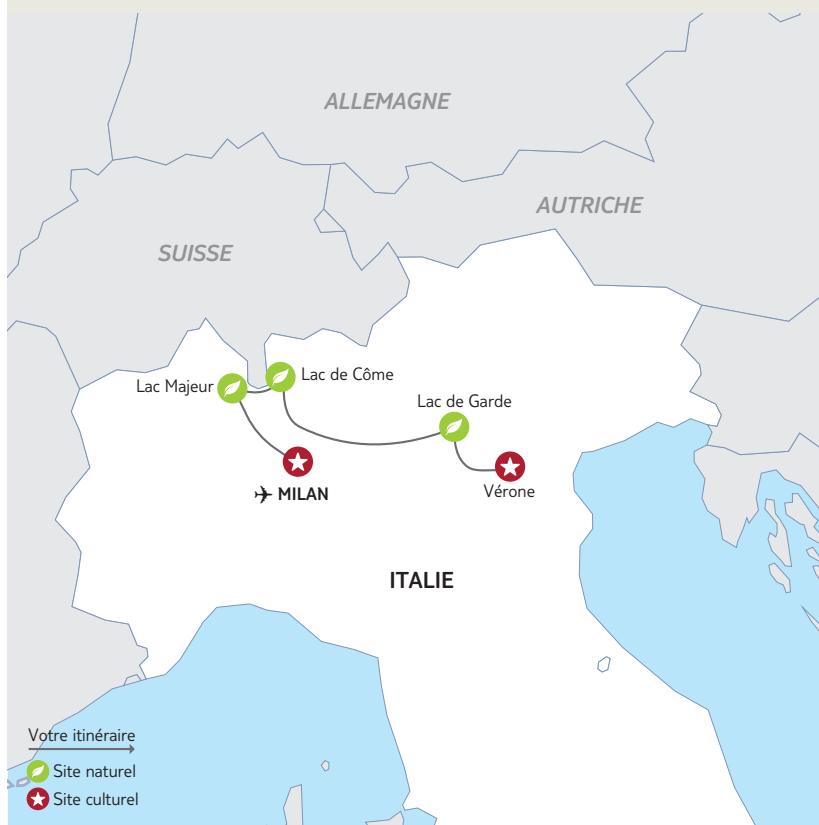 ALLEMAGNE
AUTRICHE
SUISSE
Lac Majeur
Lac de Côme
Lac de Garde
MILAN
Vérone
ITALIE
Votre itinéraire
Site naturel
Site culturel